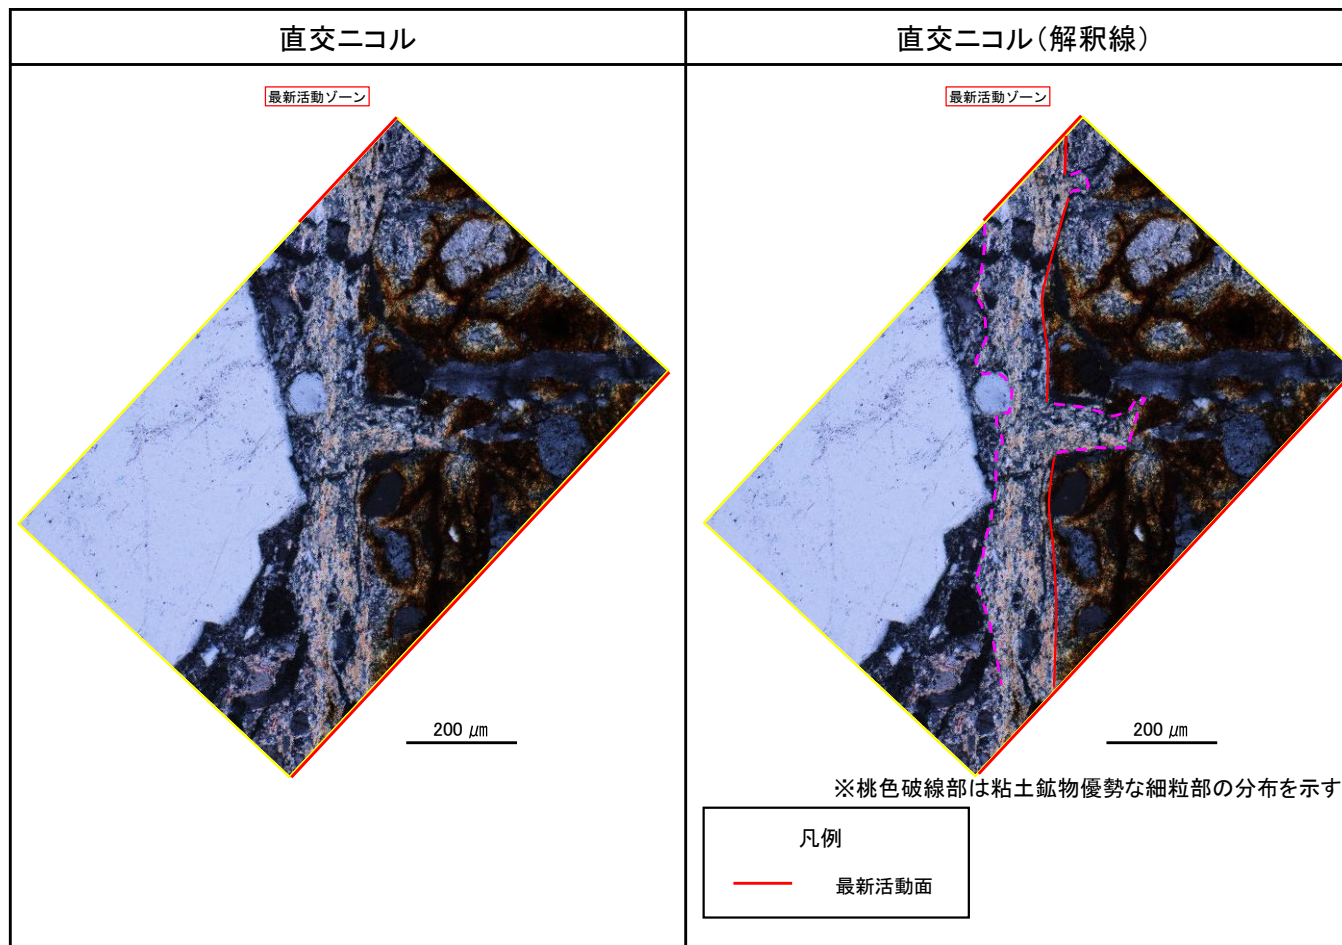 直交ニコル
直交ニコル(解釈線)
最新活動ゾーン
最新活動ゾーン
200 μm
200 μm
※桃色破線部は粘土鉱物優勢な細粒部の分布を示す
凡例
最新活動面